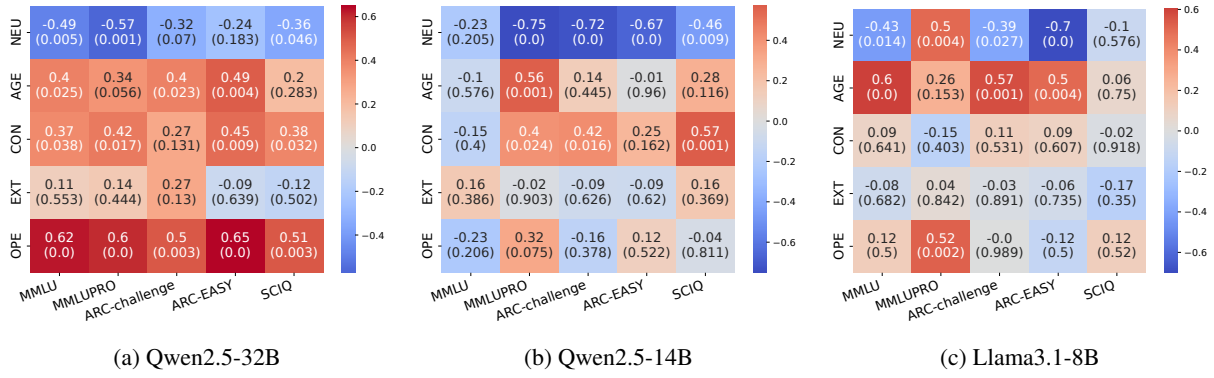 NEU -0.49 -0.57 -0.32 -0.24 -0.36
(0.005) (0.001) (0.07) (0.183) (0.046)
AGE 0.4 0.34 0.4 0.49 0.2
(0.025) (0.056) (0.023) (0.004) (0.283)
CON 0.37 0.42 0.27 0.45 0.38
(0.038) (0.017) (0.131) (0.009) (0.032)
EXT 0.11 0.14 0.27 -0.09 -0.12
(0.553) (0.444) (0.13) (0.639) (0.502)
OPE 0.62 0.6 0.5 0.65 0.51
(0.0) (0.0) (0.003) (0.0) (0.003)
MMLU MMLUPRO ARC-challenge ARC-EASY SCIQ
0.6
0.4
0.2
0.0
−0.2
−0.4
(a) Qwen2.5-32B
NEU -0.23 -0.75 -0.72 -0.67 -0.46
(0.205) (0.0) (0.0) (0.0) (0.009)
AGE -0.1 0.56 0.14 -0.01 0.28
(0.576) (0.001) (0.445) (0.96) (0.116)
CON -0.15 0.4 0.42 0.25 0.57
(0.4) (0.024) (0.016) (0.162) (0.001)
EXT 0.16 -0.02 -0.09 -0.09 0.16
(0.386) (0.903) (0.626) (0.62) (0.369)
OPE -0.23 0.32 -0.16 0.12 -0.04
(0.206) (0.075) (0.378) (0.522) (0.811)
MMLU MMLUPRO ARC-challenge ARC-EASY SCIQ
0.4
0.2
0.0
−0.2
−0.4
−0.6
(b) Qwen2.5-14B
NEU -0.43 0.5 -0.39 -0.7 -0.1
(0.014) (0.004) (0.027) (0.0) (0.576)
AGE 0.6 0.26 0.57 0.5 0.06
(0.0) (0.153) (0.001) (0.004) (0.75)
CON 0.09 -0.15 0.11 0.09 -0.02
(0.641) (0.403) (0.531) (0.607) (0.918)
EXT -0.08 0.04 -0.03 -0.06 -0.17
(0.682) (0.842) (0.891) (0.735) (0.35)
OPE 0.12 0.52 -0.0 -0.12 0.12
(0.5) (0.002) (0.989) (0.5) (0.52)
MMLU MMLUPRO ARC-challenge ARC-EASY SCIQ
0.6
0.4
0.2
0.0
−0.2
−0.4
−0.6
(c) Llama3.1-8B